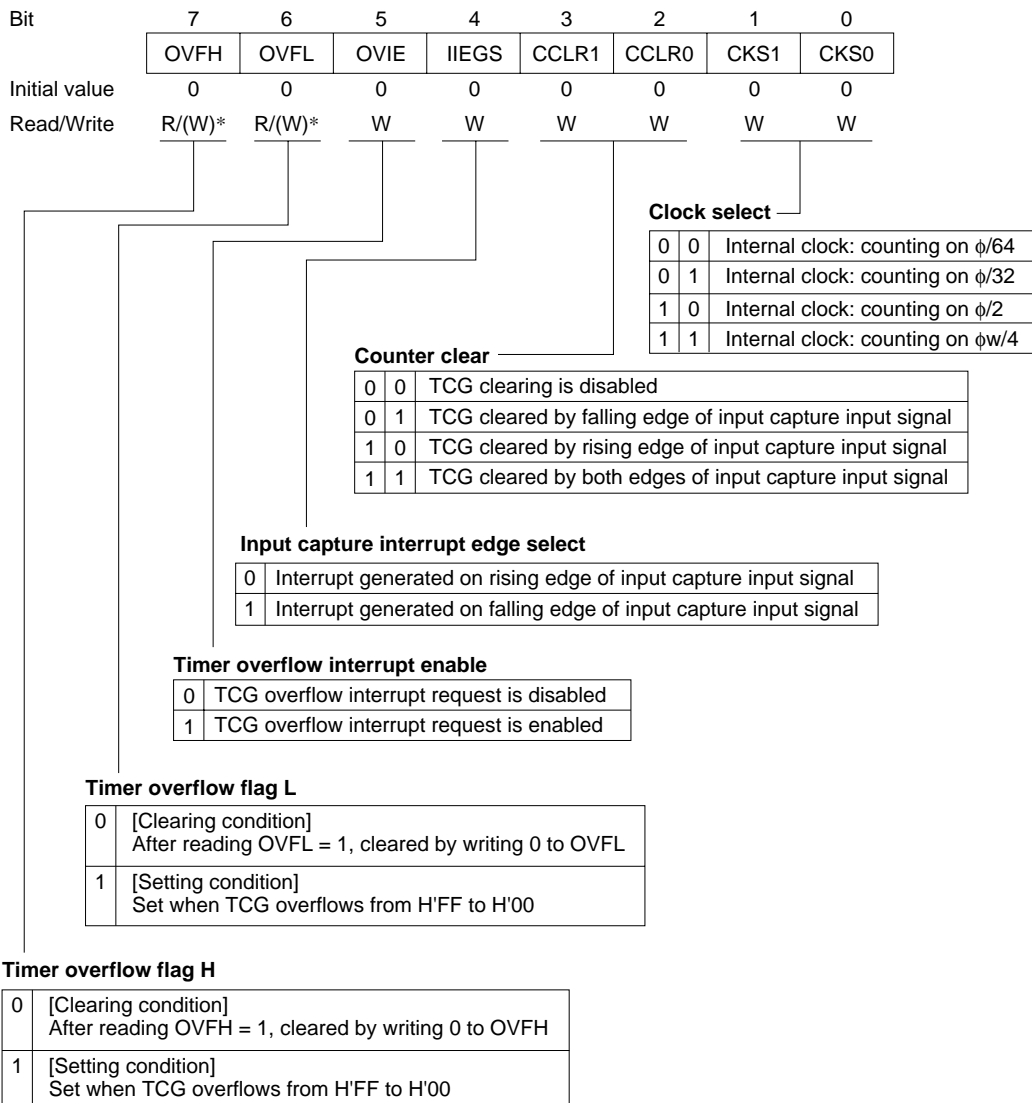 Bit 7 6 5 4 3 2 1 0
OVFH OVFL OVIE IIEGS CCLR1 CCLR0 CKS1 CKS0
Initial value 0 0 0 0 0 0 0 0
Read/Write R/(W)* R/(W)* W W W W W W
Clock select
0 0 Internal clock: counting on ϕ/64
0 1 Internal clock: counting on ϕ/32
1 0 Internal clock: counting on ϕ/2
1 1 Internal clock: counting on ϕw/4
Counter clear
0 0 TCG clearing is disabled
0 1 TCG cleared by falling edge of input capture input signal
1 0 TCG cleared by rising edge of input capture input signal
1 1 TCG cleared by both edges of input capture input signal
Input capture interrupt edge select
0 Interrupt generated on rising edge of input capture input signal
1 Interrupt generated on falling edge of input capture input signal
Timer overflow interrupt enable
0 TCG overflow interrupt request is disabled
1 TCG overflow interrupt request is enabled
Timer overflow flag L
0 [Clearing condition]
After reading OVFL = 1, cleared by writing 0 to OVFL
1 [Setting condition]
Set when TCG overflows from H'FF to H'00
Timer overflow flag H
0 [Clearing condition]
After reading OVFH = 1, cleared by writing 0 to OVFH
1 [Setting condition]
Set when TCG overflows from H'FF to H'00